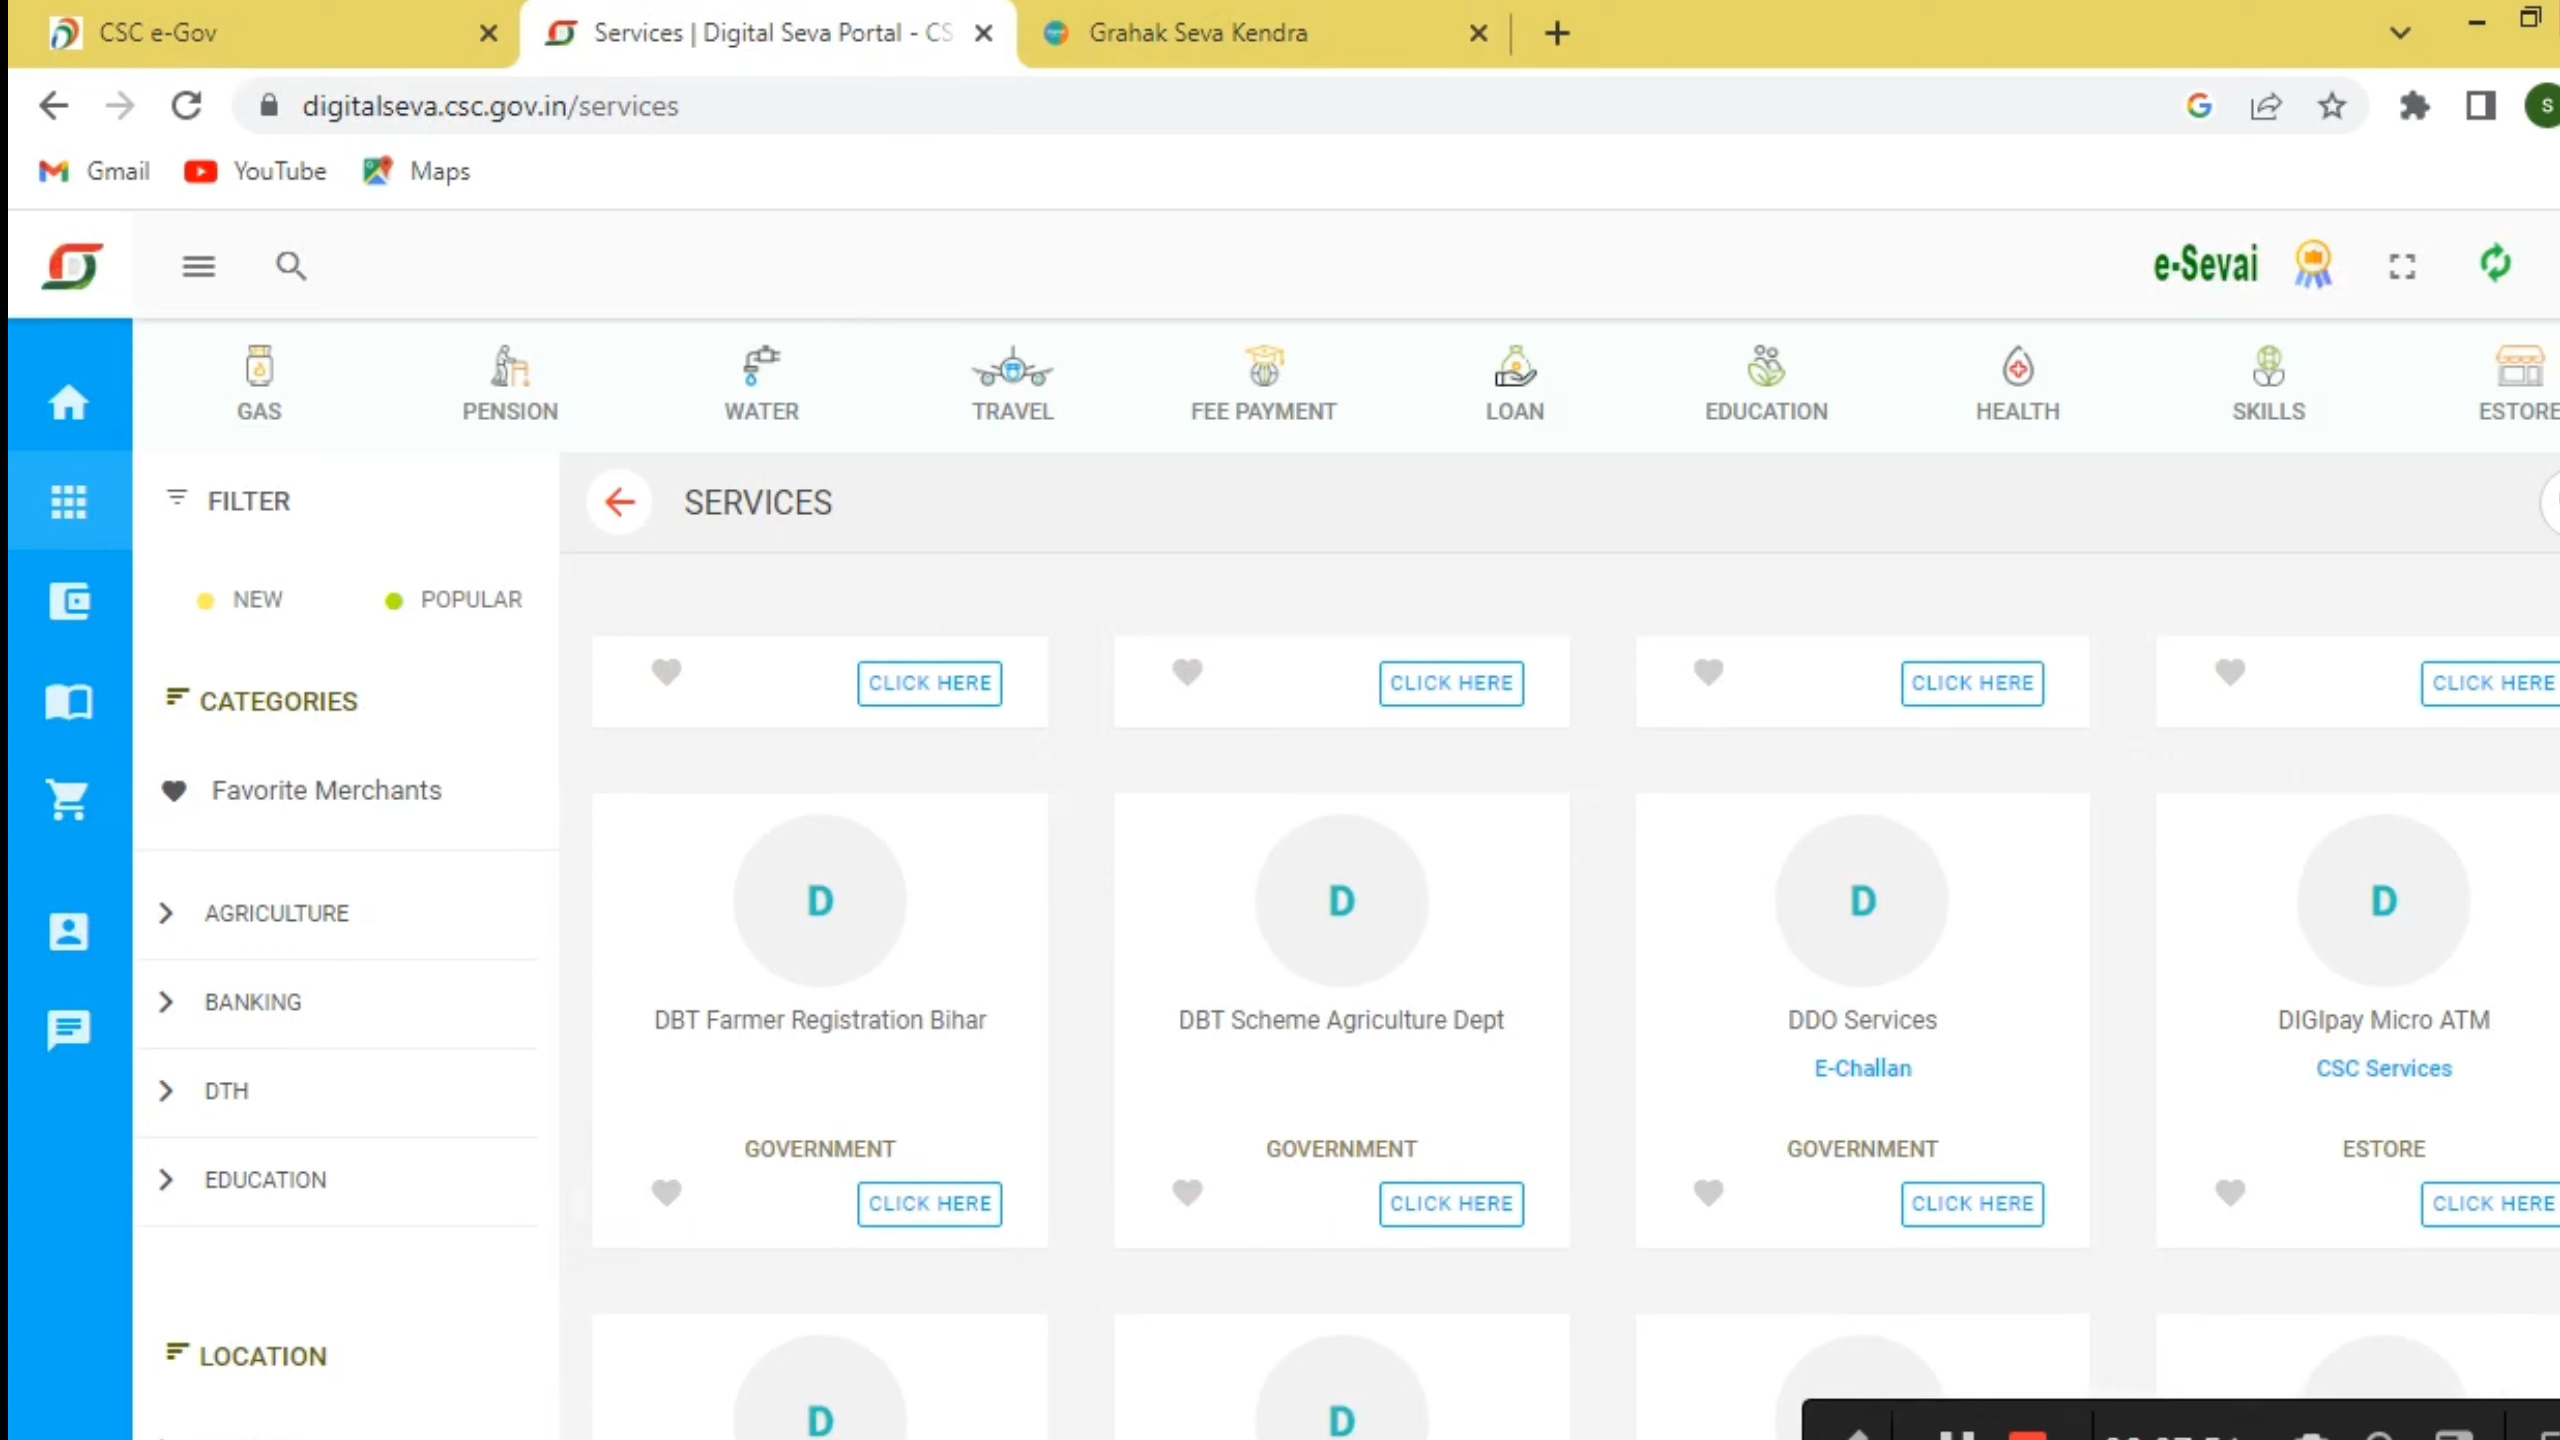 CSC e-Gov
Services | Digital Seva Portal - CS
Grahak Seva Kendra
digitalseva.csc.gov.in/services
S
Gmail
YouTube
Maps
e-Sevai
GAS
PENSION
WATER
TRAVEL
FEE PAYMENT
LOAN
EDUCATION
HEALTH
SKILLS
ESTORE
FILTER
SERVICES
NEW
POPULAR
CATEGORIES
Favorite Merchants
AGRICULTURE
BANKING
DTH
EDUCATION
LOCATION
CLICK HERE
CLICK HERE
CLICK HERE
CLICK HERE
D
DBT Farmer Registration Bihar
GOVERNMENT
CLICK HERE
D
DBT Scheme Agriculture Dept
GOVERNMENT
CLICK HERE
D
DDO Services
E-Challan
GOVERNMENT
CLICK HERE
D
DIGIpay Micro ATM
CSC Services
ESTORE
CLICK HERE
D
D